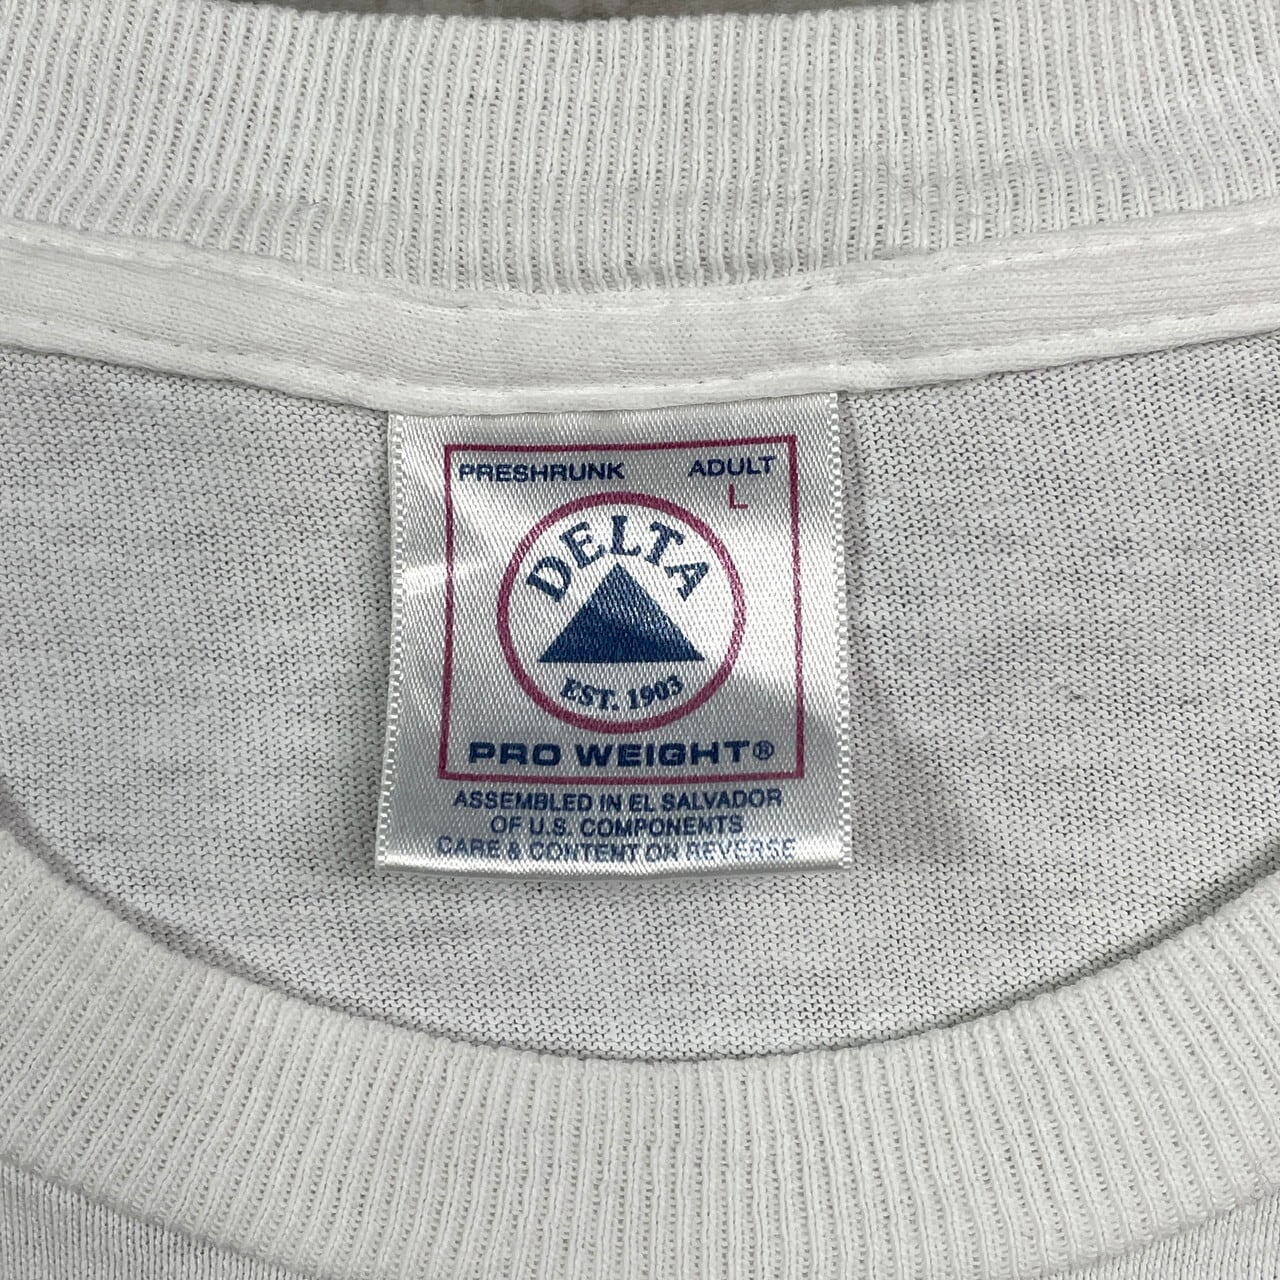 PRESHRUNK ADULT
L
DELTA
EST. 1903
PRO WEIGHT®
ASSEMBLED IN EL SALVADOR
OF U.S. COMPONENTS
CARE & CONTENT ON REVERSE